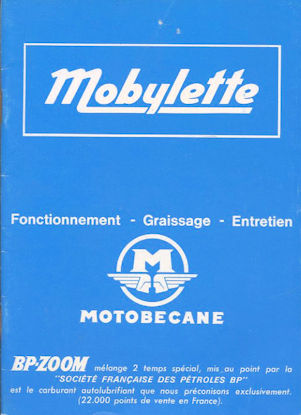 Mobylette
Fonctionnement - Graissage - Entretien
M
MOTOBECANE
BP-ZOOM mélange 2 temps spécial, mis au point par la
"SOCIÉTÉ FRANÇAISE DES PÉTROLES BP"
est le carburant autolubrifiant que nous préconisons exclusivement.
(22.000 points de vente en France).